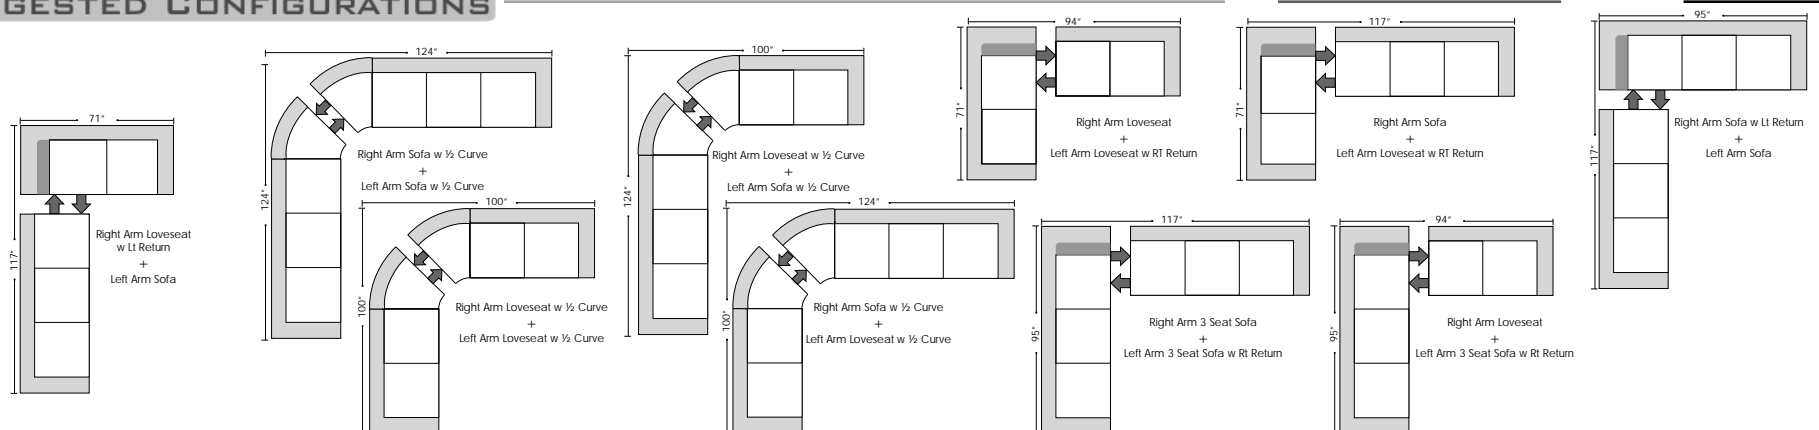 GESTED CONFIGURATIONS
71"
117"
Right Arm Loveseat
w Lt Return
+
Left Arm Sofa
124"
124"
Right Arm Sofa w ½ Curve
+
Left Arm Sofa w ½ Curve
100"
100"
Right Arm Loveseat w ½ Curve
+
Left Arm Loveseat w ½ Curve
100"
124"
Right Arm Loveseat w ½ Curve
+
Left Arm Sofa w ½ Curve
124"
100"
Right Arm Sofa w ½ Curve
+
Left Arm Loveseat w ½ Curve
94"
71"
Right Arm Loveseat
+
Left Arm Loveseat w RT Return
117"
71"
Right Arm Sofa
+
Left Arm Loveseat w RT Return
117"
95"
Right Arm 3 Seat Sofa
+
Left Arm 3 Seat Sofa w Rt Return
94"
95"
Right Arm Loveseat
+
Left Arm 3 Seat Sofa w Rt Return
95"
117"
Right Arm Sofa w Lt Return
+
Left Arm Sofa